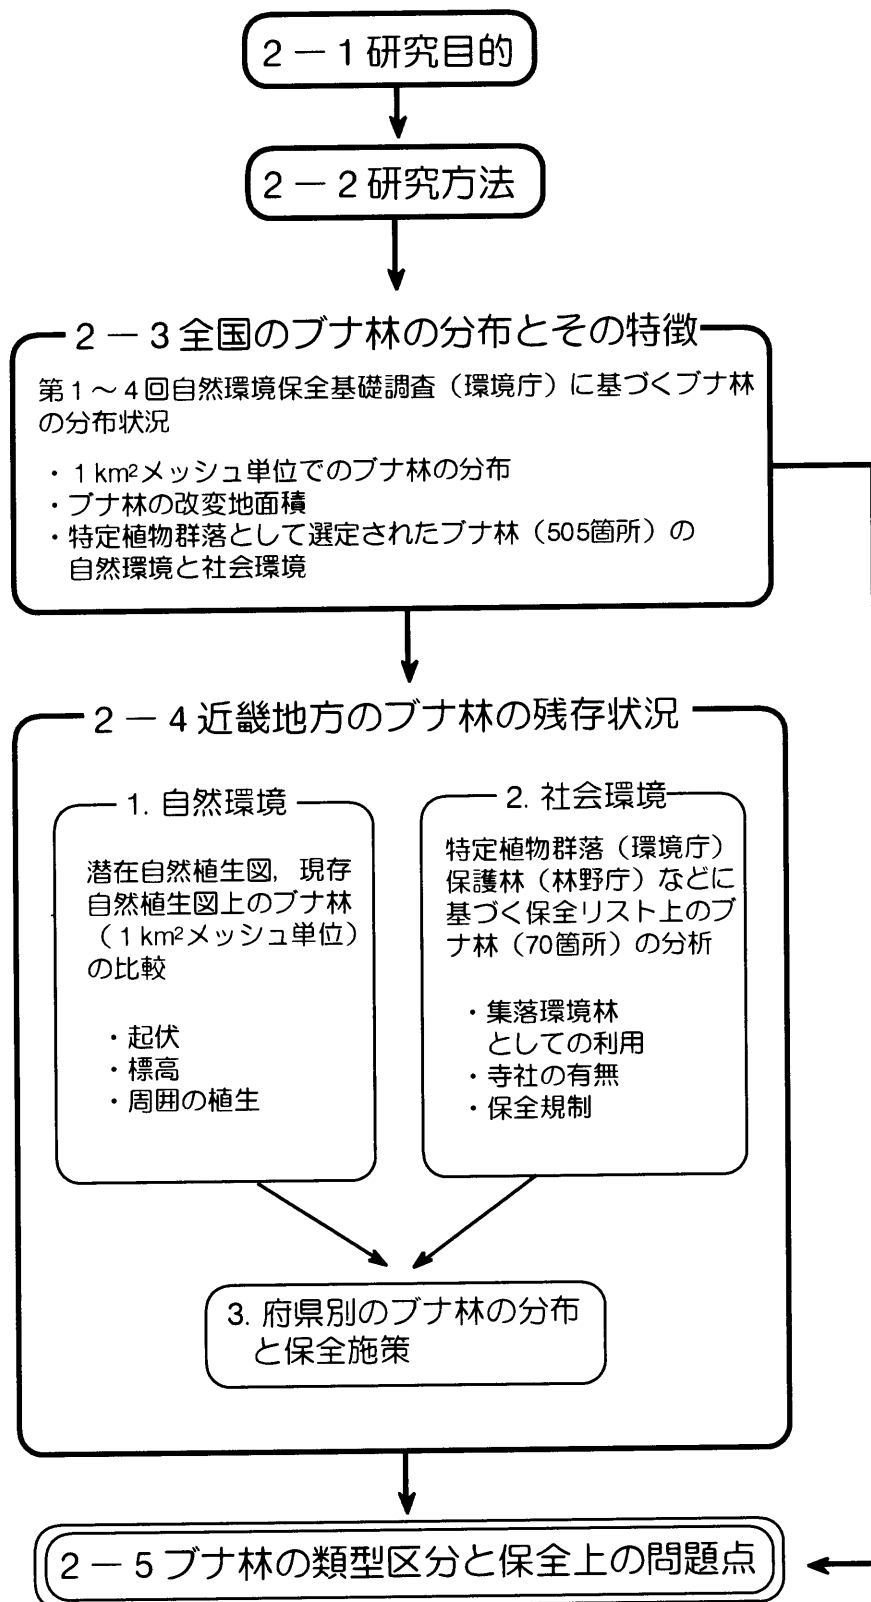 2－1研究目的
2－2研究方法
2－3全国のブナ林の分布とその特徴
第1～4回自然環境保全基礎調査（環境庁）に基づくブナ林
の分布状況
・1km²メッシュ単位でのブナ林の分布
・ブナ林の改変地面積
・特定植物群落として選定されたブナ林（505箇所）の
自然環境と社会環境
2－4近畿地方のブナ林の残存状況
1. 自然環境
潜在自然植生図，現存
自然植生図上のブナ林
（1km²メッシュ単位）
の比較
・起伏
・標高
・周囲の植生
2. 社会環境
特定植物群落（環境庁）
保護林（林野庁）などに
基づく保全リスト上のブ
ナ林（70箇所）の分析
・集落環境林
としての利用
・寺社の有無
・保全規制
3. 府県別のブナ林の分布
と保全施策
2－5ブナ林の類型区分と保全上の問題点